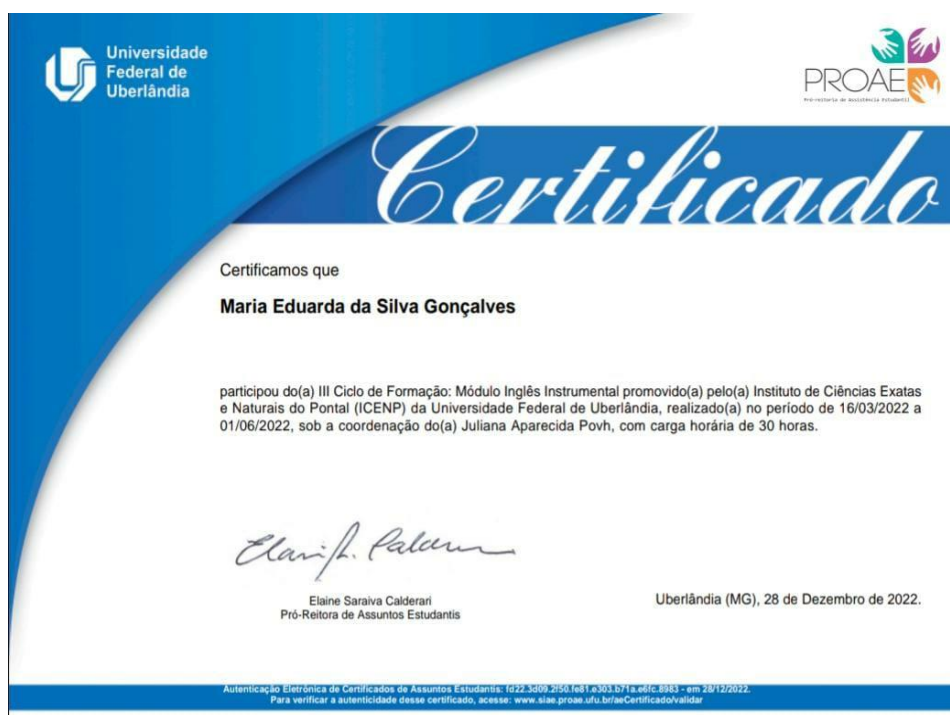 Universidade
Federal de
Uberlândia
PROAE
Pró-reitoria de Assistência Estudantil
Certificado
Certificamos que
Maria Eduarda da Silva Gonçalves
participou do(a) III Ciclo de Formação: Módulo Inglês Instrumental promovido(a) pelo(a) Instituto de Ciências Exatas
e Naturais do Pontal (ICENP) da Universidade Federal de Uberlândia, realizado(a) no período de 16/03/2022 a
01/06/2022, sob a coordenação do(a) Juliana Aparecida Povh, com carga horária de 30 horas.
Elaine Saraiva Calderari
Pró-Reitora de Assuntos Estudantis
Uberlândia (MG), 28 de Dezembro de 2022.
Autenticação Eletrônica de Certificados de Assuntos Estudantis: fd22.3d09.2f50.fe81.e303.b71a.e6fc.8983 - em 28/12/2022.
Para verificar a autenticidade desse certificado, acesse: www.siae.proae.ufu.br/aeCertificado/validar